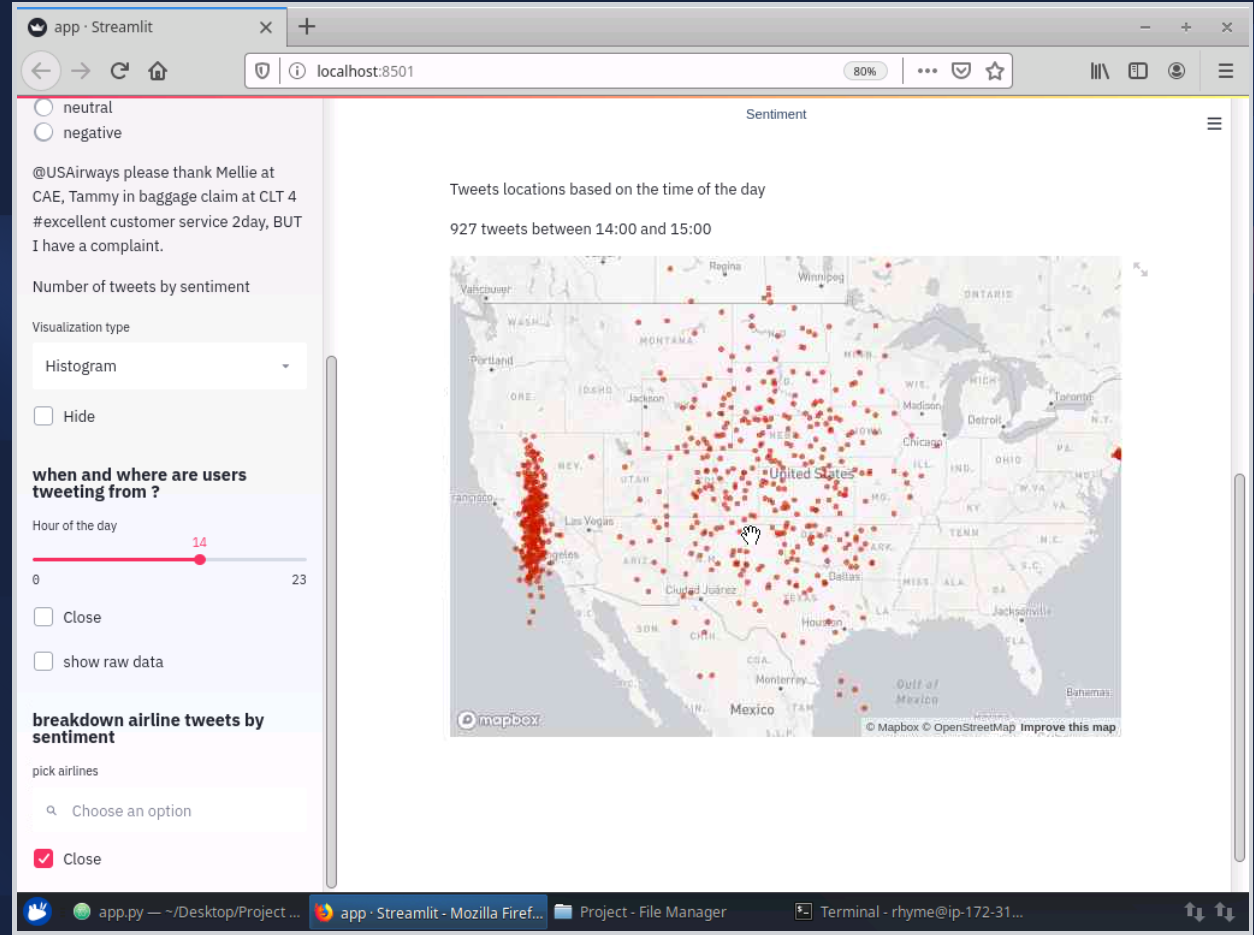 app · Streamlit
localhost:8501
80%
neutral
negative
@USAirways please thank Mellie at
CAE, Tammy in baggage claim at CLT 4
#excellent customer service 2day, BUT
I have a complaint.
Number of tweets by sentiment
Visualization type
Histogram
Hide
when and where are users
tweeting from ?
Hour of the day
14
0
23
Close
show raw data
breakdown airline tweets by
sentiment
pick airlines
Choose an option
Close
Sentiment
Tweets locations based on the time of the day
927 tweets between 14:00 and 15:00
Regina
Winnipeg
Vancouver
ONTARIO
WASH.
MONTANA
Portland
MINN.
ORE.
IDAHO
Jackson
WIS.
MICH.
Toronto
Madison
Detroit
N.Y.
IOWA
Chicago
NEV.
UTAH
United States
ILL.
IND.
OHIO
PA.
MO.
W.VA.
VA.
KY
Las Vegas
TENN
N.C.
ARIZ.
ARK.
S.C.
Dallas
MISS.
ALA.
GA
Ciudad Juárez
TEXAS
LA
Jacksonville
Houston
SON.
CHIH.
FLA.
COA.
Monterrey
Gulf of
Mexico
Bahamas
Mexico
TAM
mapbox
© Mapbox © OpenStreetMap Improve this map
app.py — ~/Desktop/Project ...
app · Streamlit - Mozilla Firef...
Project - File Manager
Terminal - rhyme@ip-172-31...